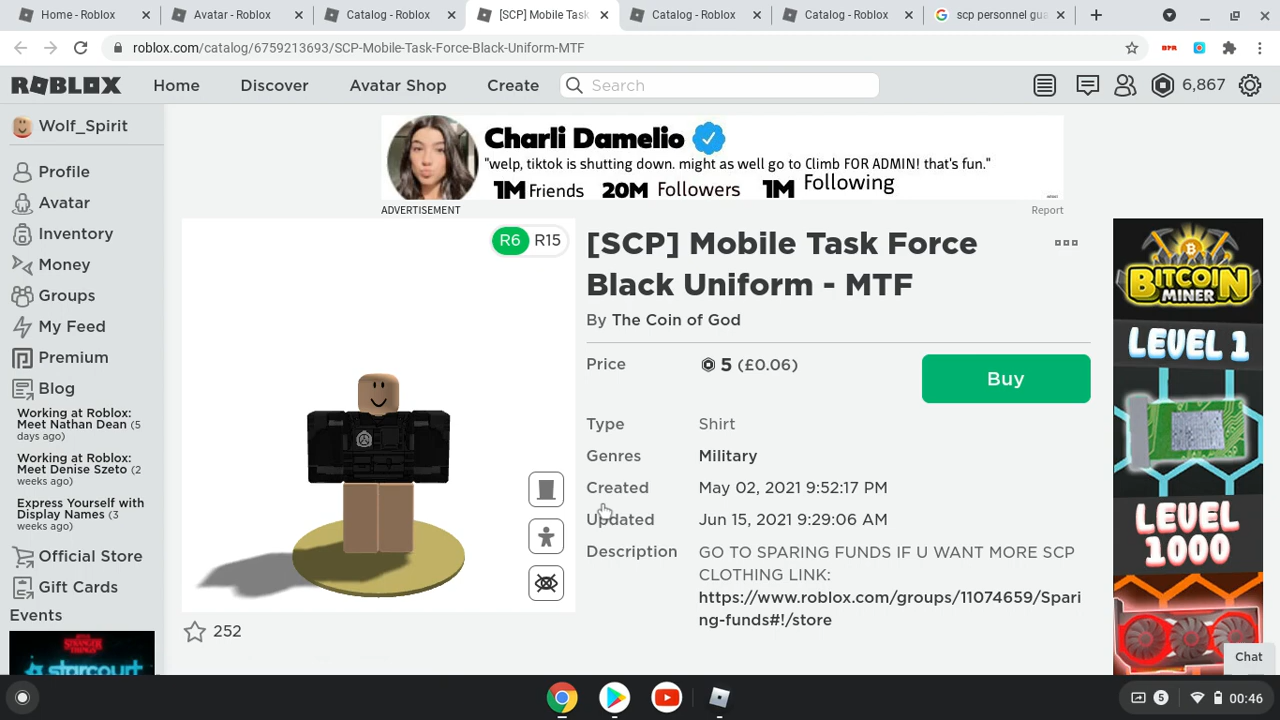 Home - Roblox
Avatar - Roblox
Catalog - Roblox
[SCP] Mobile Task
Catalog - Roblox
Catalog - Roblox
scp personnel gua
roblox.com/catalog/6759213693/SCP-Mobile-Task-Force-Black-Uniform-MTF
ROBLOX
Home
Discover
Avatar Shop
Create
Search
6,867
Wolf_Spirit
Profile
Avatar
Inventory
Money
Groups
My Feed
Premium
Blog
Working at Roblox:
Meet Nathan Dean (5
days ago)
Working at Roblox:
Meet Denise Szeto (2
weeks ago)
Express Yourself with
Display Names (3
weeks ago)
Official Store
Gift Cards
Events
STRANGER
THINGS
starcourt
Charli Damelio
"welp, tiktok is shutting down. might as well go to Climb FOR ADMIN! that's fun."
1M Friends 20M Followers 1M Following
ADVERTISEMENT
Report
R6 R15
252
[SCP] Mobile Task Force
Black Uniform - MTF
By The Coin of God
Price 5 (£0.06)
Buy
Type Shirt
Genres Military
Created May 02, 2021 9:52:17 PM
Updated Jun 15, 2021 9:29:06 AM
Description GO TO SPARING FUNDS IF U WANT MORE SCP
CLOTHING LINK:
https://www.roblox.com/groups/11074659/Spari
ng-funds#!/store
BITCOIN
MINER
LEVEL 1
LEVEL
1000
Chat
5
00:46